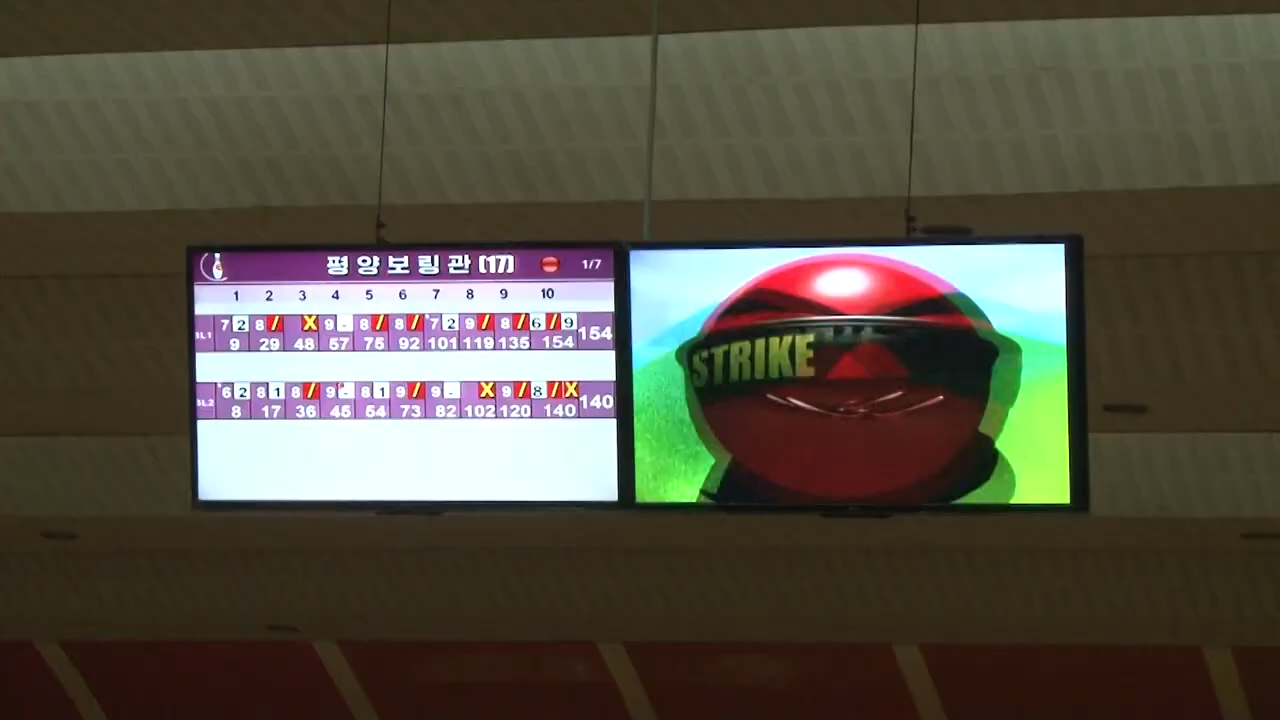 평양보링관 (17) 1/7
1 2 3 4 5 6 7 8 9 10
7 2 8 / X 9 - 8 / 8 / 7 2 9 / 8 / 6 / 9
9 29 48 57 75 92 101 119 135 154 154
6 2 8 1 8 / 9 - 8 1 9 / 9 - X 9 / 8 / X
BL2 8 17 36 45 54 73 82 102 120 140 140
STRIKE